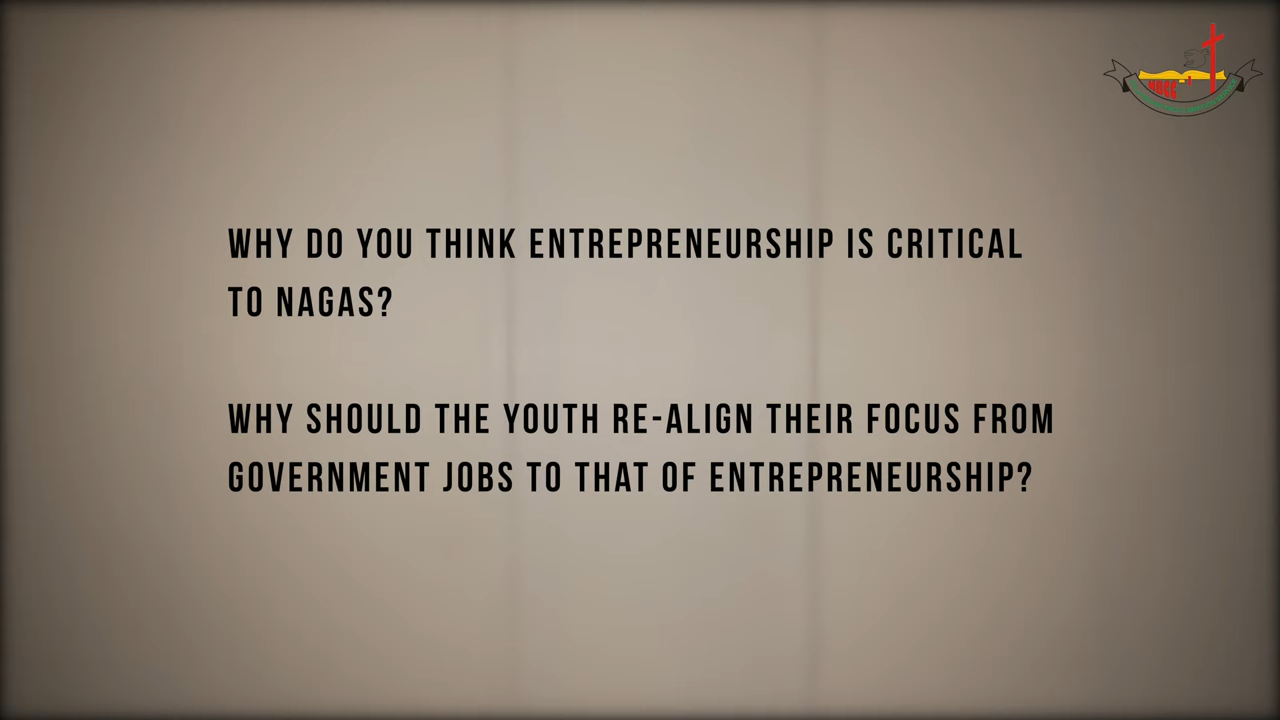 WHY DO YOU THINK ENTREPRENEURSHIP IS CRITICAL
TO NAGAS?
WHY SHOULD THE YOUTH RE-ALIGN THEIR FOCUS FROM
GOVERNMENT JOBS TO THAT OF ENTREPRENEURSHIP?